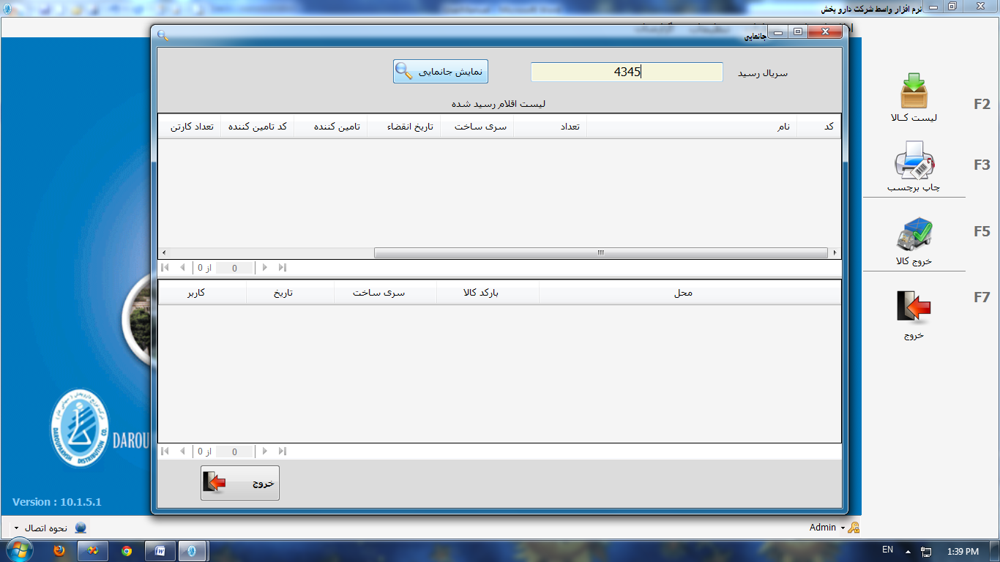 نرم افزار واسط شرکت دارو پخش
جانمایی
سریال رسید
4345
نمایش جانمایی
لیست اقلام رسید شده
کد
نام
تعداد
سری ساخت
تاریخ انقضاء
تامین کننده
کد تامین کننده
تعداد کارتن
0 از 0
محل
بارکد کالا
سری ساخت
تاریخ
کاربر
0 از 0
خروج
F2
لیست کـالا
F3
چاپ برچسب
F5
خروج کالا
F7
خروج
DAROUPAKHSH DISTRIBUTION CO.
DAROU
Version : 10.1.5.1
نحوه اتصال
Admin
EN
1:39 PM